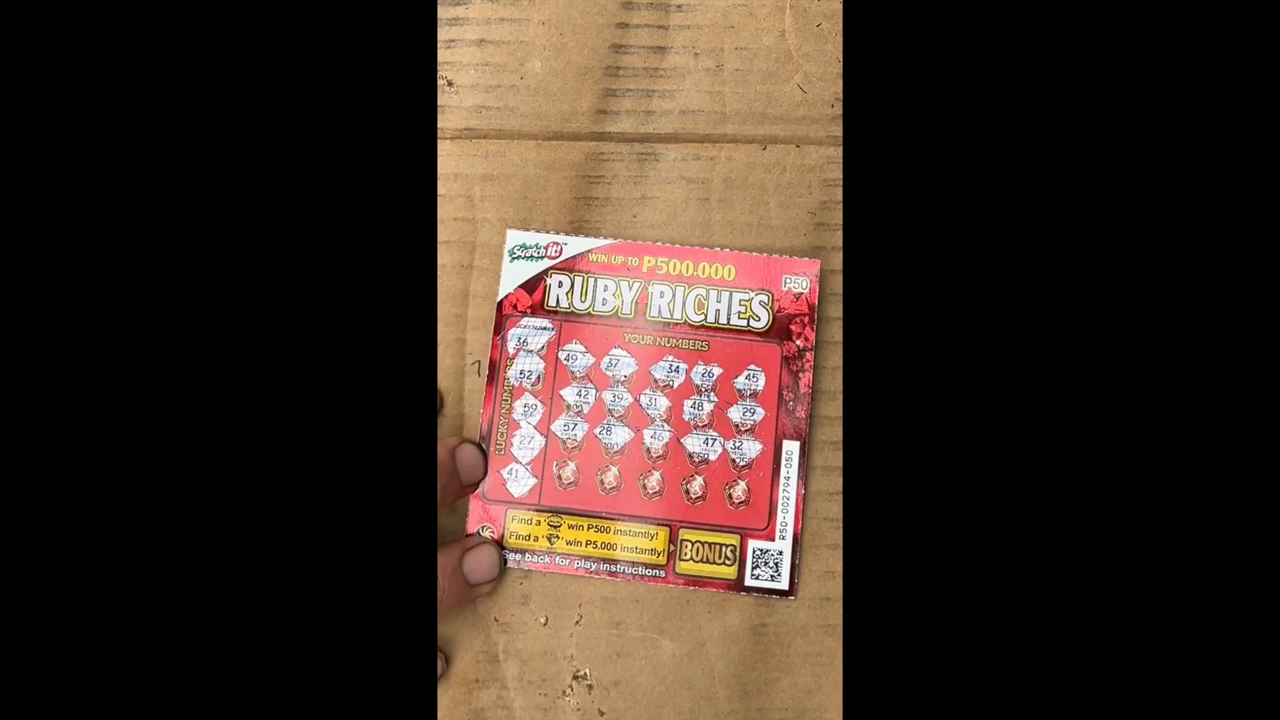 Scratch it!™
WIN UP TO P500,000
P50
RUBY RICHES
LUCKY NUMBERS
YOUR NUMBERS
36
52
59
27
41
49 37 34 26 45
42 39 31 48 29
57 28 46 47 32
Find a ' ' win P500 instantly!
Find a ' ' win P5,000 instantly!
BONUS
See back for play instructions
R50-002794-050